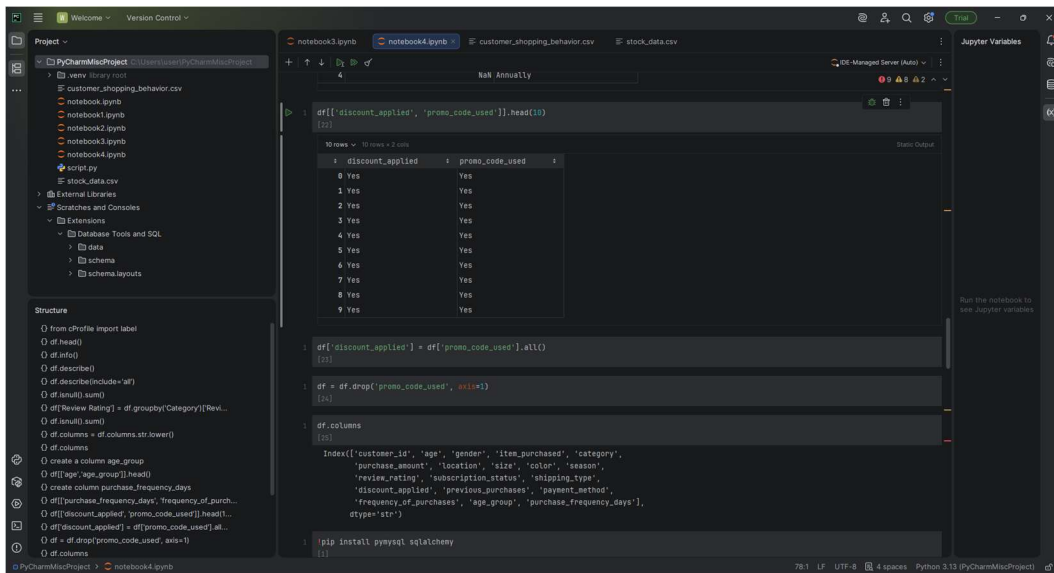 Welcome
Version Control
Trial
Project
PyCharmMiscProject C:\Users\user\PyCharmMiscProject
.venv library root
customer_shopping_behavior.csv
notebook.ipynb
notebook1.ipynb
notebook2.ipynb
notebook3.ipynb
notebook4.ipynb
script.py
stock_data.csv
External Libraries
Scratches and Consoles
Extensions
Database Tools and SQL
data
schema
schema.layouts
Structure
from cProfile import label
df.head()
df.info()
df.describe()
df.describe(include='all')
df.isnull().sum()
df['Review Rating'] = df.groupby('Category')['Revi...
df.isnull().sum()
df.columns = df.columns.str.lower()
df.columns
create a column age_group
df[['age','age_group']].head()
create column purchase_frequency_days
df[['purchase_frequency_days', 'frequency_of_purch...
df[['discount_applied', 'promo_code_used']].head(1...
df['discount_applied'] = df['promo_code_used'].all...
df = df.drop('promo_code_used', axis=1)
df.columns
notebook3.ipynb
notebook4.ipynb
customer_shopping_behavior.csv
stock_data.csv
IDE-Managed Server (Auto)
9 8 2
4 NaN Annually
1 df[['discount_applied', 'promo_code_used']].head(10)
[22]
10 rows 10 rows × 2 cols Static Output
discount_applied promo_code_used
0 Yes Yes
1 Yes Yes
2 Yes Yes
3 Yes Yes
4 Yes Yes
5 Yes Yes
6 Yes Yes
7 Yes Yes
8 Yes Yes
9 Yes Yes
1 df['discount_applied'] = df['promo_code_used'].all()
[23]
1 df = df.drop('promo_code_used', axis=1)
[24]
1 df.columns
[25]
Index(['customer_id', 'age', 'gender', 'item_purchased', 'category',
'purchase_amount', 'location', 'size', 'color', 'season',
'review_rating', 'subscription_status', 'shipping_type',
'discount_applied', 'previous_purchases', 'payment_method',
'frequency_of_purchases', 'age_group', 'purchase_frequency_days'],
dtype='str')
1 !pip install pymysql sqlalchemy
[1]
Jupyter Variables
Run the notebook to
see Jupyter variables
PyCharmMiscProject > notebook4.ipynb
78:1 LF UTF-8 4 spaces Python 3.13 (PyCharmMiscProject)